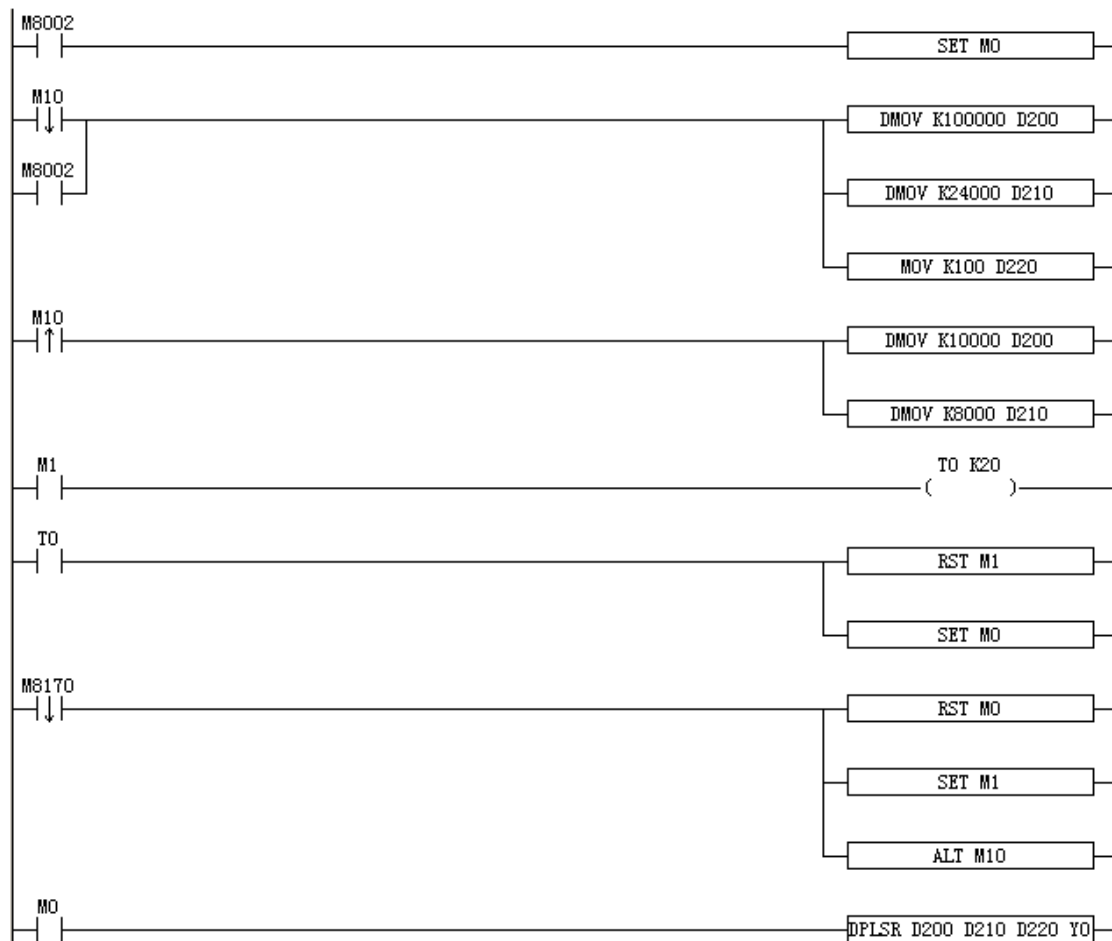 M8002
SET M0
M10
DMOV K100000 D200
M8002
DMOV K24000 D210
MOV K100 D220
M10
DMOV K10000 D200
DMOV K8000 D210
M1
T0 K20
( )
T0
RST M1
SET M0
M8170
RST M0
SET M1
ALT M10
M0
DPLSR D200 D210 D220 Y0